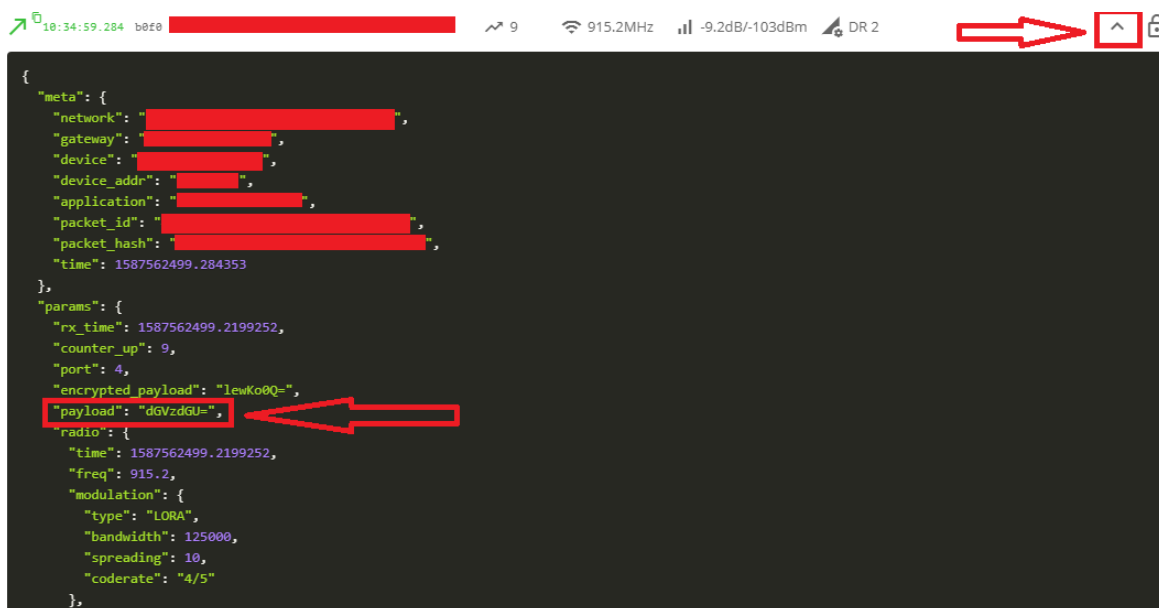 10:34:59.284 b0f0 9 915.2MHz -9.2dB/-103dBm DR 2
{
"meta": {
"network": "",
"gateway": "",
"device": "",
"device_addr": "",
"application": "",
"packet_id": "",
"packet_hash": "",
"time": 1587562499.284353
},
"params": {
"rx_time": 1587562499.2199252,
"counter_up": 9,
"port": 4,
"encrypted_payload": "lewKo0Q=",
"payload": "dGVzdGU=",
"radio": {
"time": 1587562499.2199252,
"freq": 915.2,
"modulation": {
"type": "LORA",
"bandwidth": 125000,
"spreading": 10,
"coderate": "4/5"
},